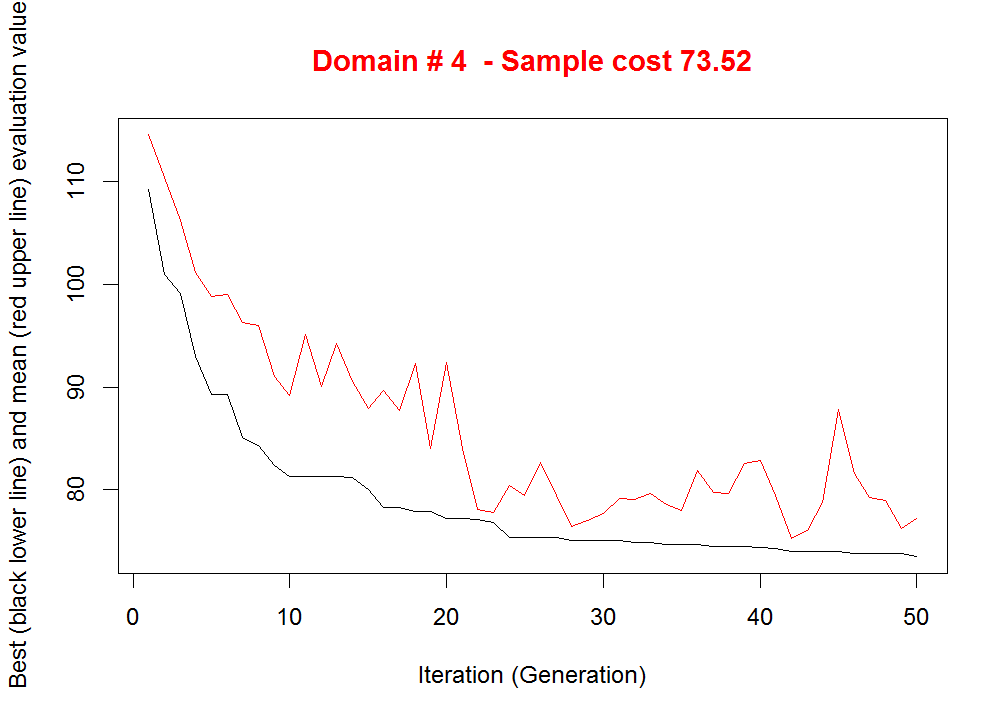 Domain # 4  - Sample cost 73.52
Best (black lower line) and mean (red upper line) evaluation value
110
100
90
80
0 10 20 30 40 50
Iteration (Generation)